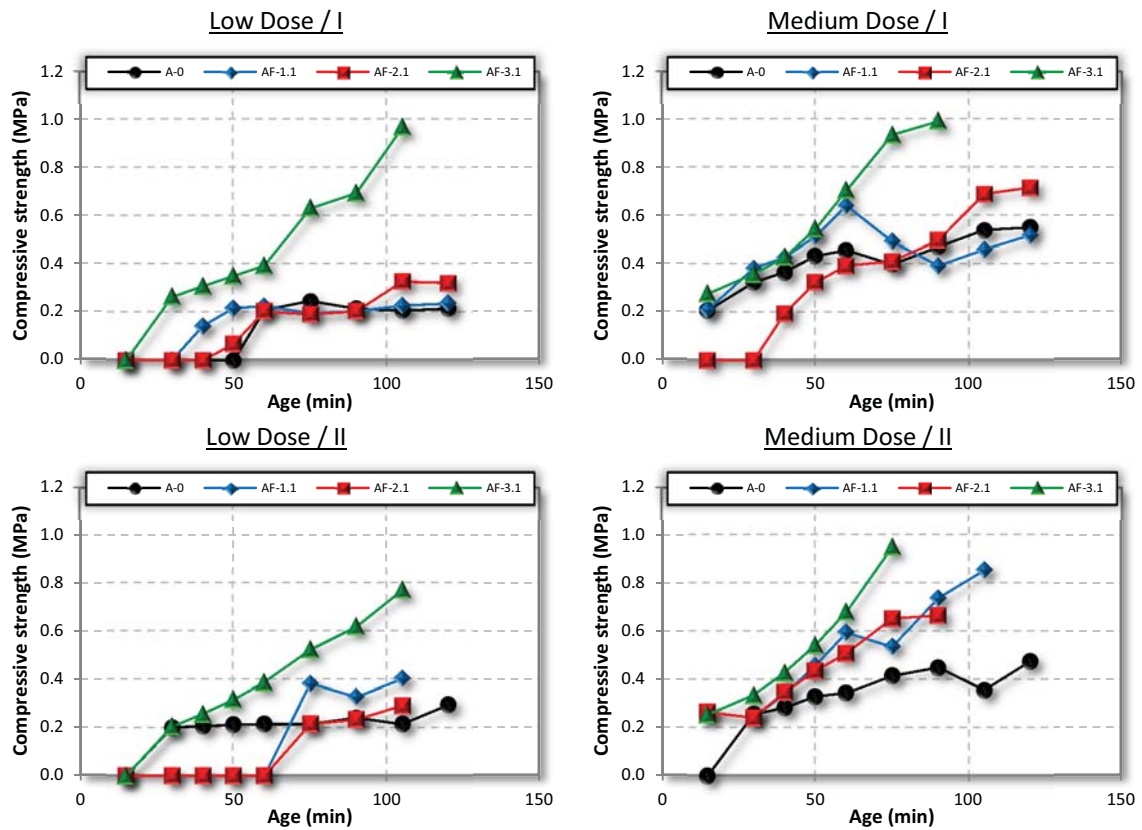 Low Dose / I
A-0 AF-1.1 AF-2.1 AF-3.1
Compressive strength (MPa)
1.2
1.0
0.8
0.6
0.4
0.2
0.0
0 50 100 150
Age (min)
Medium Dose / I
A-0 AF-1.1 AF-2.1 AF-3.1
Compressive strength (MPa)
1.2
1.0
0.8
0.6
0.4
0.2
0.0
0 50 100 150
Age (min)
Low Dose / II
A-0 AF-1.1 AF-2.1 AF-3.1
Compressive strength (MPa)
1.2
1.0
0.8
0.6
0.4
0.2
0.0
0 50 100 150
Age (min)
Medium Dose / II
A-0 AF-1.1 AF-2.1 AF-3.1
Compressive strength (MPa)
1.2
1.0
0.8
0.6
0.4
0.2
0.0
0 50 100 150
Age (min)